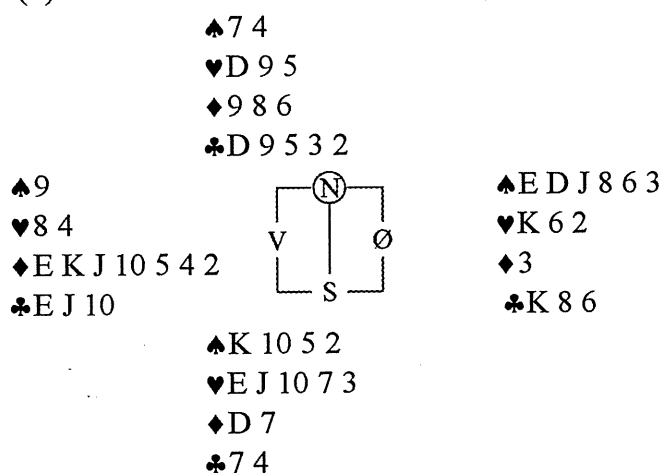 ♠7 4
♥D 9 5
♦9 8 6
♣D 9 5 3 2
♠9
♥8 4
♦E K J 10 5 4 2
♣E J 10
N
V Ø
S
♠E D J 8 6 3
♥K 6 2
♦3
♣K 8 6
♠K 10 5 2
♥E J 10 7 3
♦D 7
♣7 4